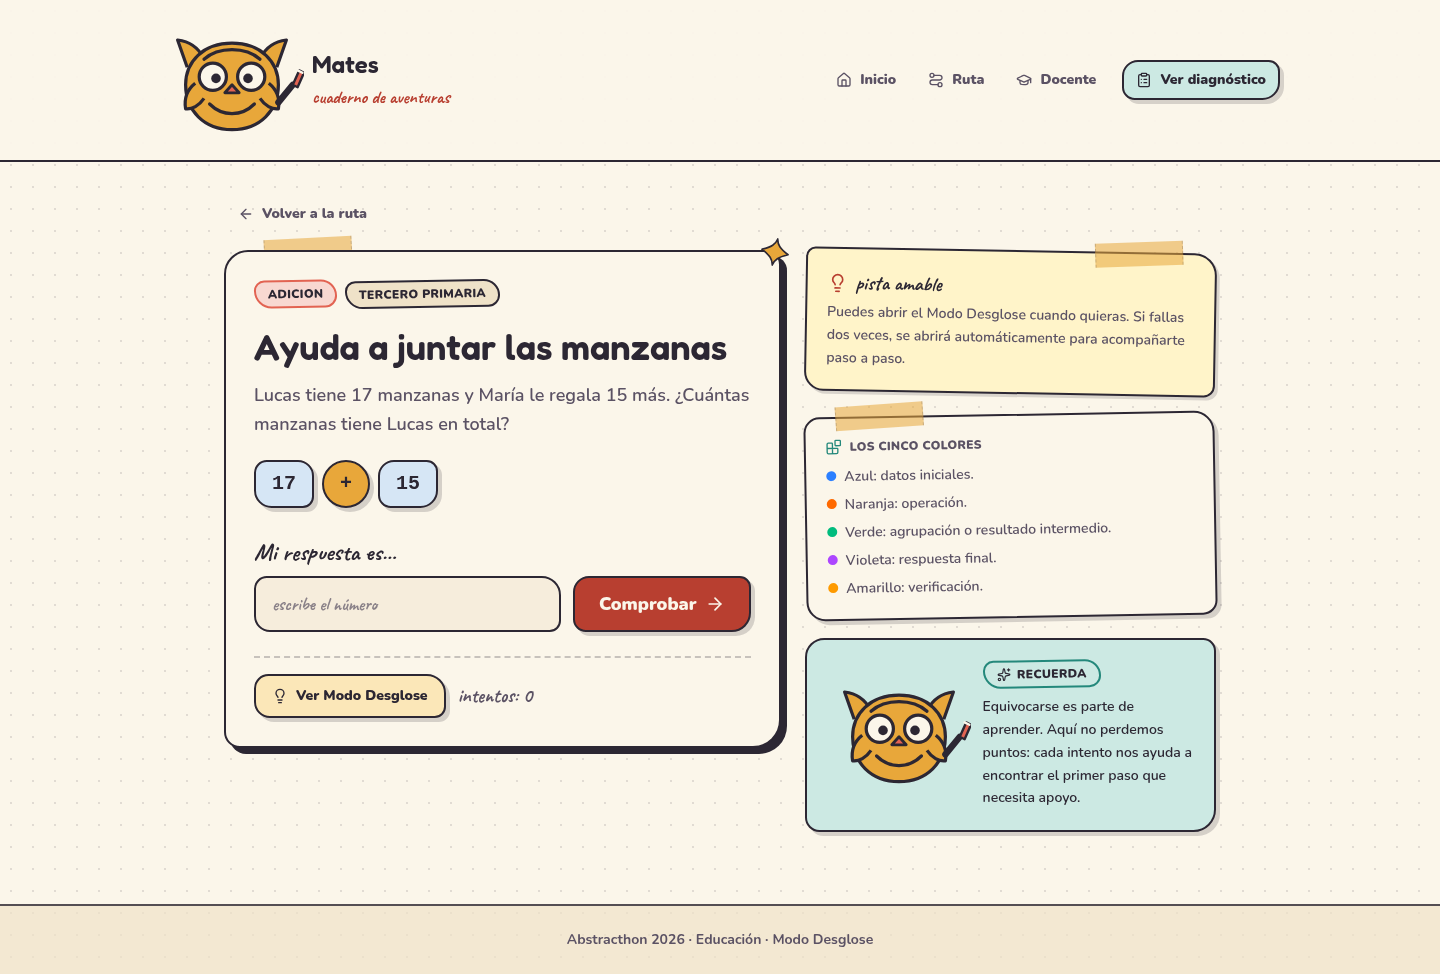 Mates
cuaderno de aventuras
Inicio
Ruta
Docente
Ver diagnóstico
Volver a la ruta
ADICION
TERCERO PRIMARIA
Ayuda a juntar las manzanas
Lucas tiene 17 manzanas y María le regala 15 más. ¿Cuántas
manzanas tiene Lucas en total?
17 + 15
Mi respuesta es...
escribe el número
Comprobar
Ver Modo Desglose
intentos: 0
pista amable
Puedes abrir el Modo Desglose cuando quieras. Si fallas
dos veces, se abrirá automáticamente para acompañarte
paso a paso.
LOS CINCO COLORES
Azul: datos iniciales.
Naranja: operación.
Verde: agrupación o resultado intermedio.
Violeta: respuesta final.
Amarillo: verificación.
RECUERDA
Equivocarse es parte de
aprender. Aquí no perdemos
puntos: cada intento nos ayuda a
encontrar el primer paso que
necesita apoyo.
Abstracthon 2026 · Educación · Modo Desglose